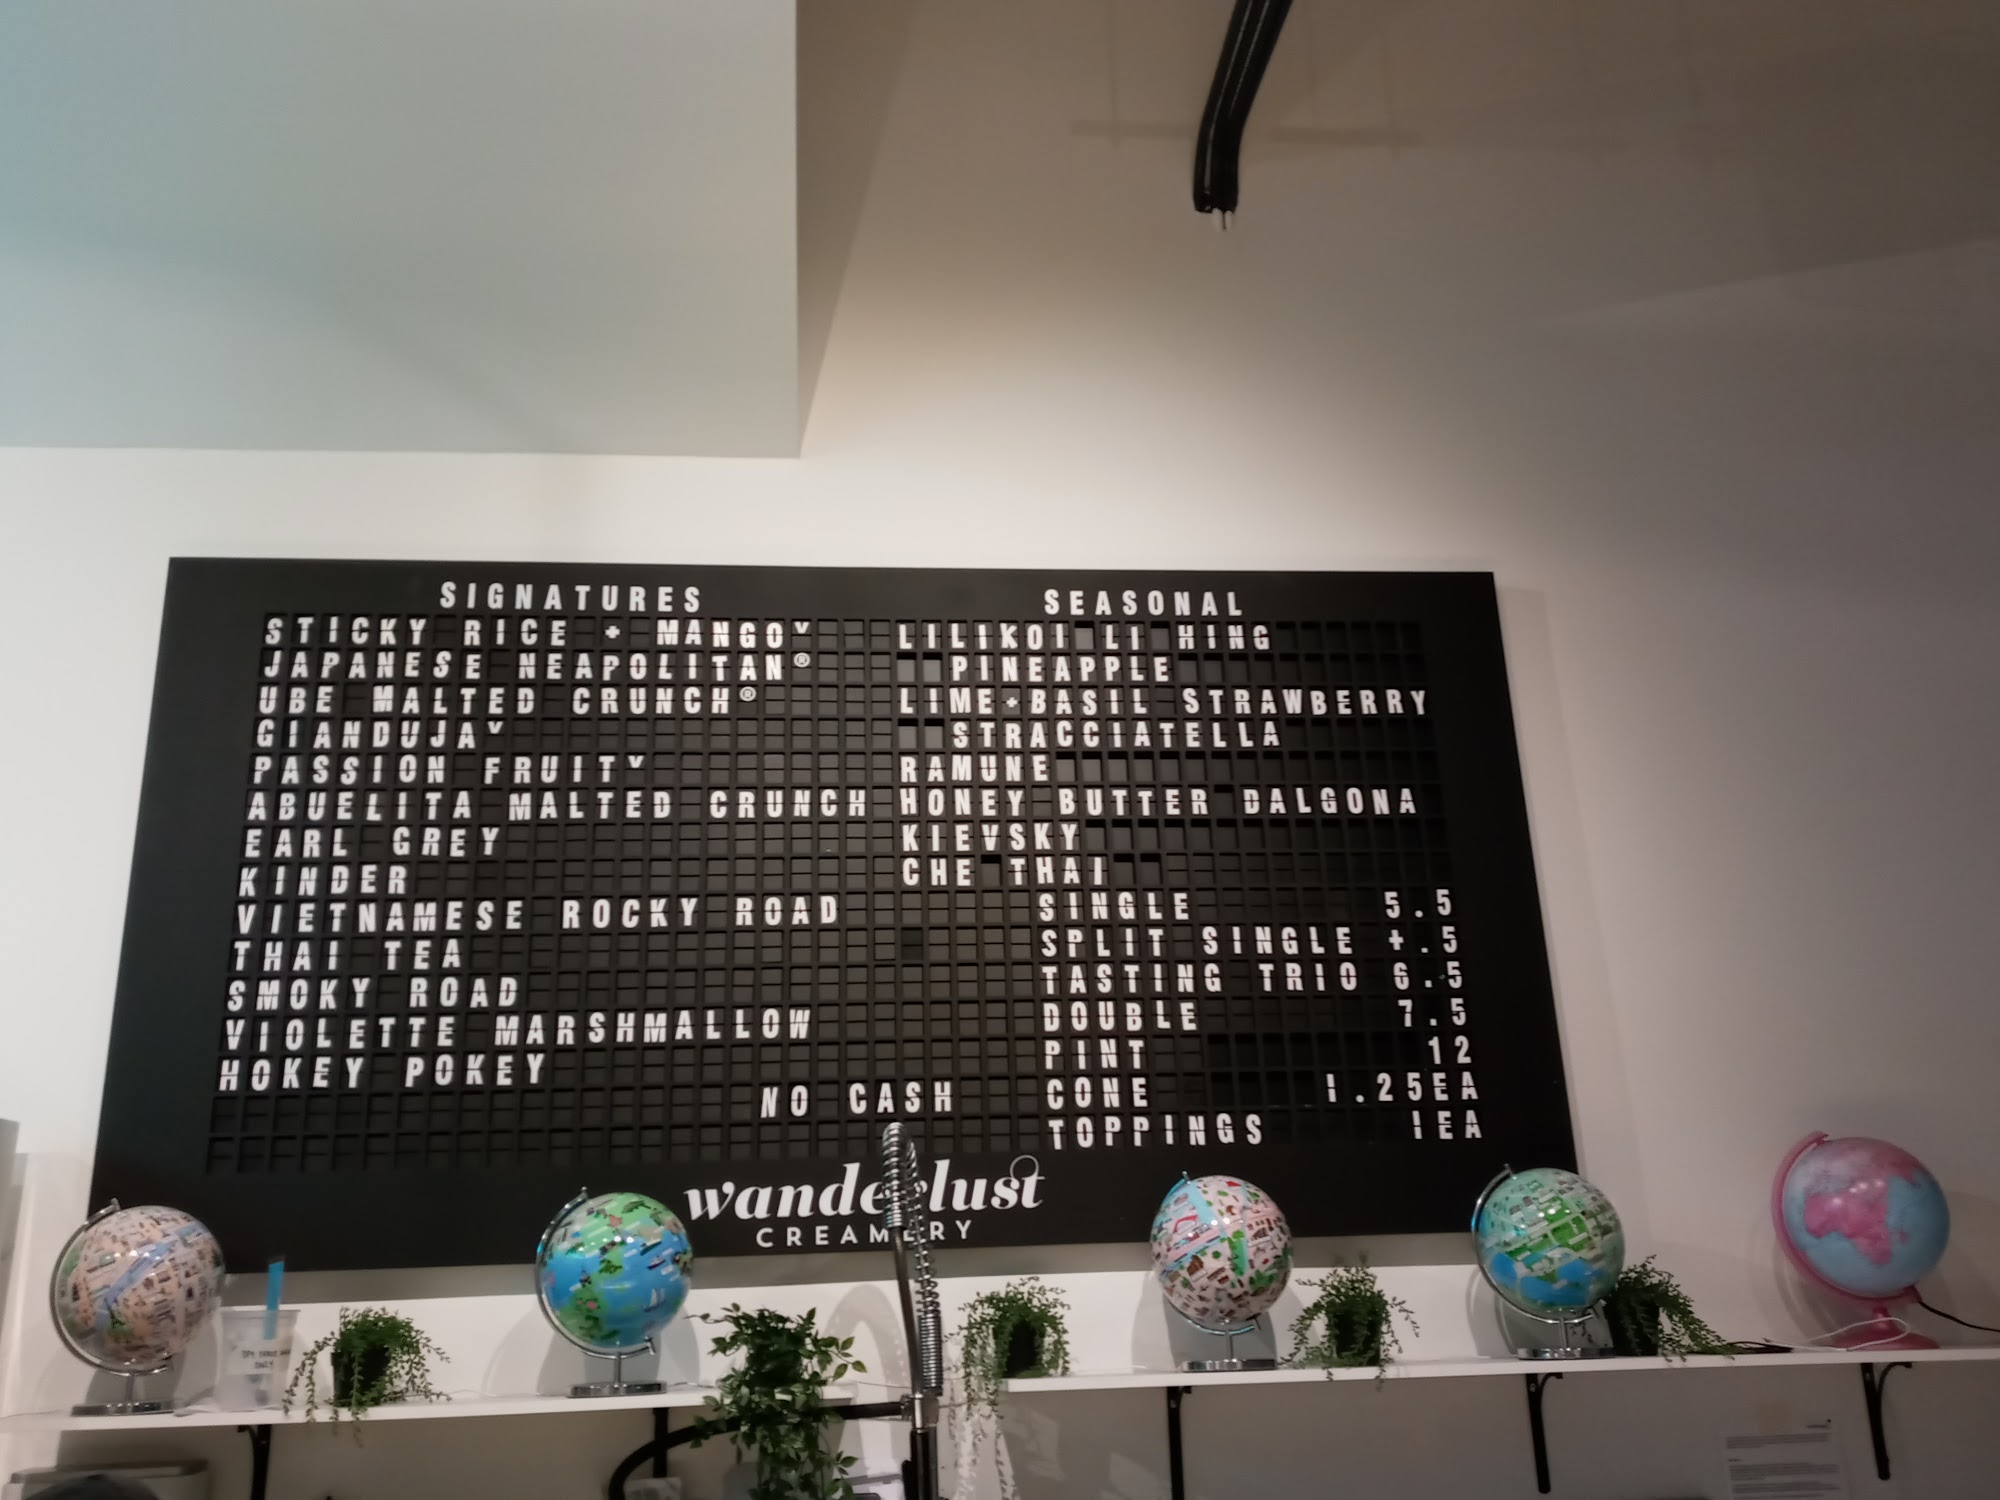 SIGNATURES
STICKY RICE + MANGOᵛ
JAPANESE NEAPOLITAN®
UBE MALTED CRUNCH®
GIANDUJAᵛ
PASSION FRUITᵛ
ABUELITA MALTED CRUNCH
EARL GREY
KINDER
VIETNAMESE ROCKY ROAD
THAI TEA
SMOKY ROAD
VIOLETTE MARSHMALLOW
HOKEY POKEY
NO CASH
SEASONAL
LILIKOI LI HING
PINEAPPLE
LIME+BASIL STRAWBERRY
STRACCIATELLA
RAMUNE
HONEY BUTTER DALGONA
KIEVSKY
CHE THAI
SINGLE 5.5
SPLIT SINGLE +.5
TASTING TRIO 6.5
DOUBLE 7.5
PINT 12
CONE 1.25EA
TOPPINGS 1EA
wanderlust
CREAMERY
ONLY